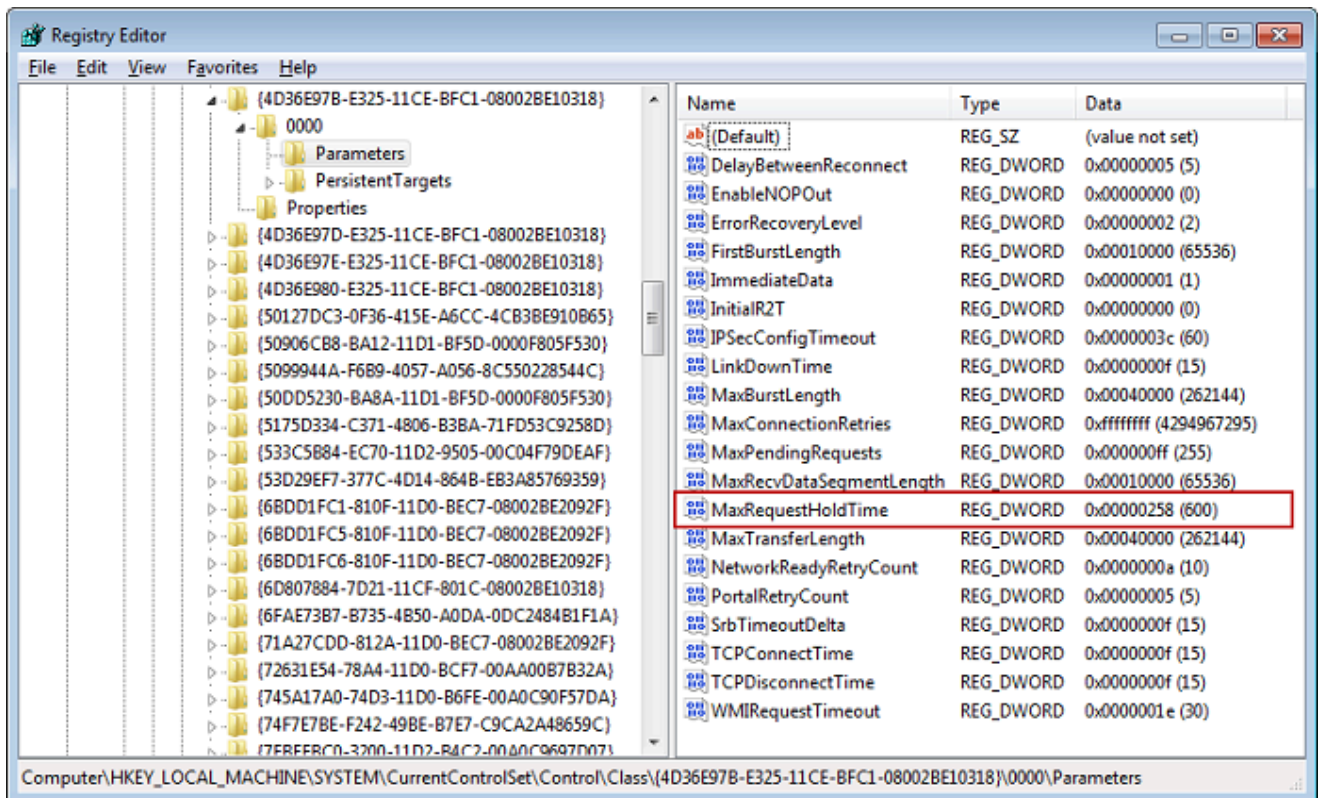 Registry Editor
File Edit View Favorites Help
{4D36E97B-E325-11CE-BFC1-08002BE10318}
0000
Parameters
PersistentTargets
Properties
{4D36E97D-E325-11CE-BFC1-08002BE10318}
{4D36E97E-E325-11CE-BFC1-08002BE10318}
{4D36E980-E325-11CE-BFC1-08002BE10318}
{50127DC3-0F36-415E-A6CC-4CB3BE910B65}
{50906CB8-BA12-11D1-BF5D-0000F805F530}
{5099944A-F6B9-4057-A056-8C550228544C}
{50DD5230-BA8A-11D1-BF5D-0000F805F530}
{5175D334-C371-4806-B3BA-71FD53C9258D}
{533C5B84-EC70-11D2-9505-00C04F79DEAF}
{53D29EF7-377C-4D14-864B-EB3A85769359}
{6BDD1FC1-810F-11D0-BEC7-08002BE2092F}
{6BDD1FC5-810F-11D0-BEC7-08002BE2092F}
{6BDD1FC6-810F-11D0-BEC7-08002BE2092F}
{6D807884-7D21-11CF-801C-08002BE10318}
{6FAE73B7-B735-4B50-A0DA-0DC2484B1F1A}
{71A27CDD-812A-11D0-BEC7-08002BE2092F}
{72631E54-78A4-11D0-BCF7-00AA00B7B32A}
{745A17A0-74D3-11D0-B6FE-00A0C90F57DA}
{74F7E7BE-F242-49BE-B7E7-C9CA2A48659C}
{7EBEFBC0-3200-11D2-B4C2-00A0C9697D07}
Name Type Data
(Default) REG_SZ (value not set)
DelayBetweenReconnect REG_DWORD 0x00000005 (5)
EnableNOPOut REG_DWORD 0x00000000 (0)
ErrorRecoveryLevel REG_DWORD 0x00000002 (2)
FirstBurstLength REG_DWORD 0x00010000 (65536)
ImmediateData REG_DWORD 0x00000001 (1)
InitialR2T REG_DWORD 0x00000000 (0)
IPSecConfigTimeout REG_DWORD 0x0000003c (60)
LinkDownTime REG_DWORD 0x0000000f (15)
MaxBurstLength REG_DWORD 0x00040000 (262144)
MaxConnectionRetries REG_DWORD 0xffffffff (4294967295)
MaxPendingRequests REG_DWORD 0x000000ff (255)
MaxRecvDataSegmentLength REG_DWORD 0x00010000 (65536)
MaxRequestHoldTime REG_DWORD 0x00000258 (600)
MaxTransferLength REG_DWORD 0x00040000 (262144)
NetworkReadyRetryCount REG_DWORD 0x0000000a (10)
PortalRetryCount REG_DWORD 0x00000005 (5)
SrbTimeoutDelta REG_DWORD 0x0000000f (15)
TCPConnectTime REG_DWORD 0x0000000f (15)
TCPDisconnectTime REG_DWORD 0x0000000f (15)
WMIRequestTimeout REG_DWORD 0x0000001e (30)
Computer\HKEY_LOCAL_MACHINE\SYSTEM\CurrentControlSet\Control\Class\{4D36E97B-E325-11CE-BFC1-08002BE10318}\0000\Parameters